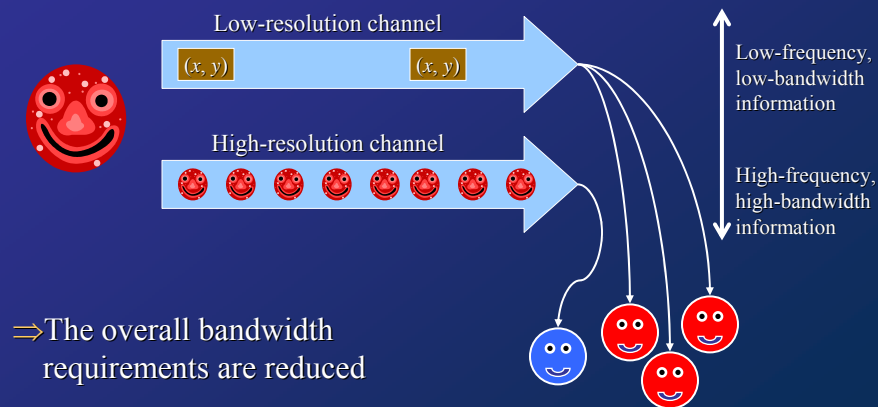 Low-resolution channel
(x, y) (x, y)
Low-frequency,
low-bandwidth
information
High-resolution channel
High-frequency,
high-bandwidth
information
⇒The overall bandwidth
requirements are reduced